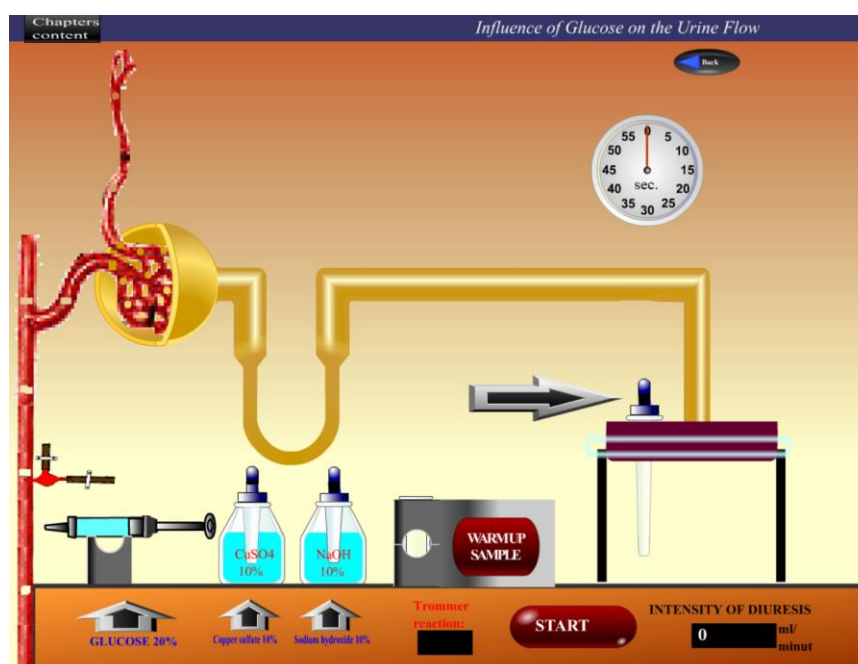 Chapters
content
Influence of Glucose on the Urine Flow
Back
55 0 5
50 10
45 15
sec.
40 20
35 30 25
CuSO4
10%
NaOH
10%
WARM UP
SAMPLE
GLUCOSE 20%
Copper sulfate 10%
Sodium hydroxide 10%
Trommer
reaction:
START
INTENSITY OF DIURESIS
0
ml/
minut